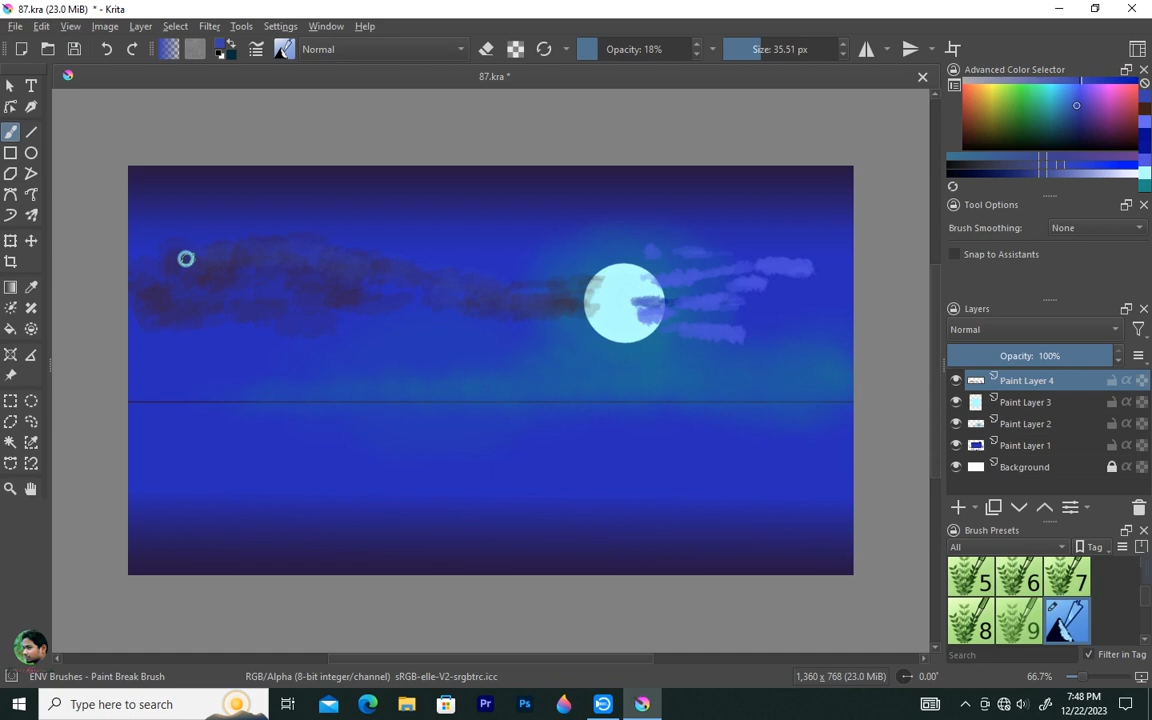 87.kra (23.0 MiB) * - Krita
File Edit View Image Layer Select Filter Tools Settings Window Help
Normal
Opacity: 18%
Size: 35.51 px
87.kra *
Advanced Color Selector
Tool Options
Brush Smoothing: None
Snap to Assistants
Layers
Normal
Opacity: 100%
Paint Layer 4
Paint Layer 3
Paint Layer 2
Paint Layer 1
Background
Brush Presets
All Tag
5 6 7
8 9
Search Filter in Tag
ENV Brushes - Paint Break Brush
RGB/Alpha (8-bit integer/channel) sRGB-elle-V2-srgbtrc.icc
1,360 x 768 (23.0 MiB)
0.00°
66.7%
Type here to search
Pr Ps
7:48 PM
12/22/2023